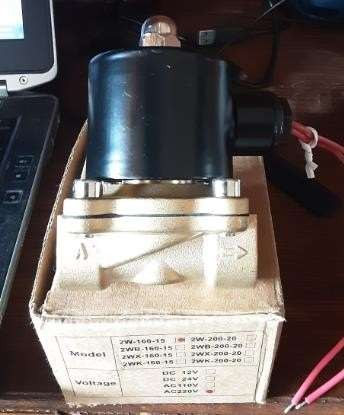 Model
2W-160-15 2W-200-20
2WB-160-15 2WB-200-20
2WX-160-15 2WX-200-20
2WK-160-15 2WK-200-20
Voltage
DC 12V
DC 24V
AC110V
AC220V